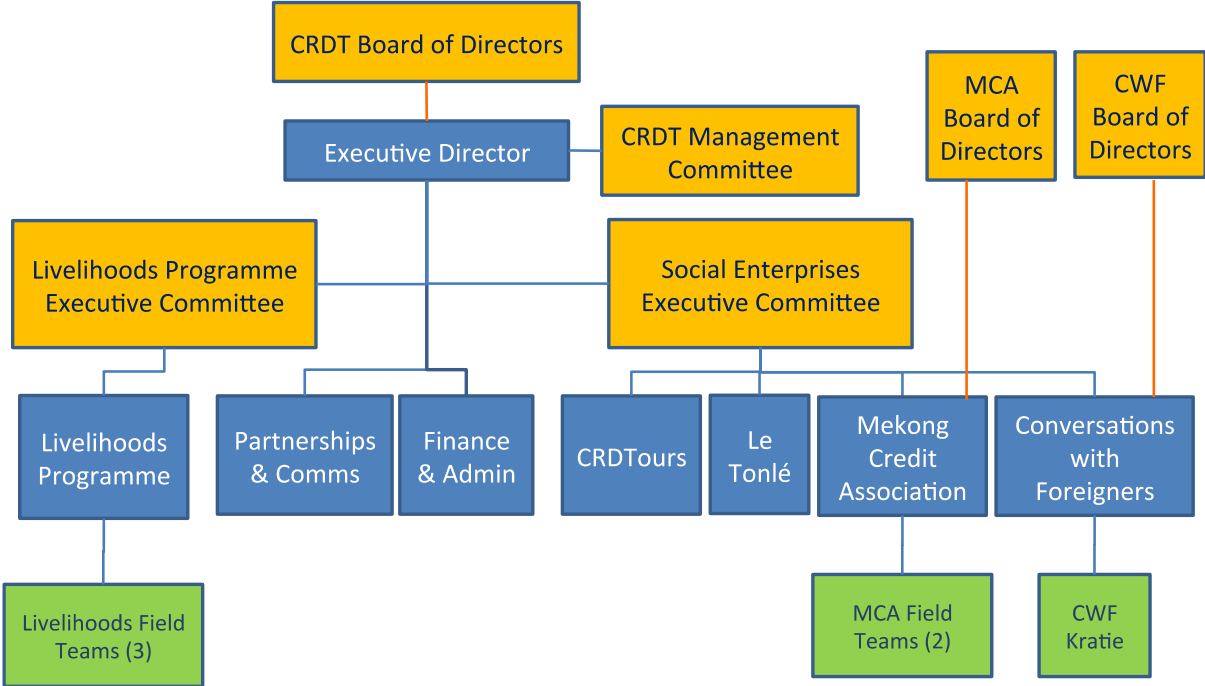 CRDT Board of Directors
MCA
Board of
Directors
CWF
Board of
Directors
Executive Director
CRDT Management
Committee
Livelihoods Programme
Executive Committee
Social Enterprises
Executive Committee
Livelihoods
Programme
Partnerships
& Comms
Finance
& Admin
CRDTours
Le
Tonlé
Mekong
Credit
Association
Conversations
with
Foreigners
Livelihoods Field
Teams (3)
MCA Field
Teams (2)
CWF
Kratie